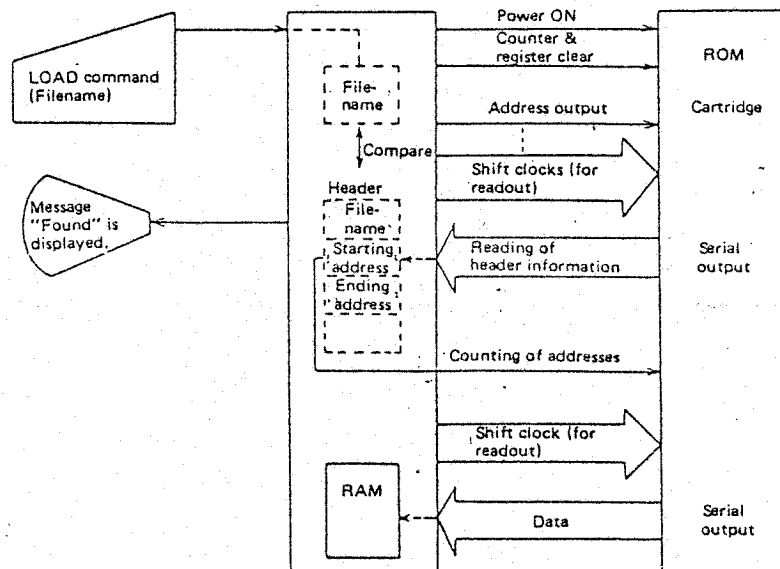 LOAD command
(Filename)
File-
name
Compare
Header
File-
name
Starting
address
Ending
address
RAM
Message
"Found" is
displayed.
Power ON
Counter &
register clear
Address output
Shift clocks (for
readout)
Reading of
header information
Counting of addresses
Shift clock (for
readout)
Data
ROM
Cartridge
Serial
output
Serial
output